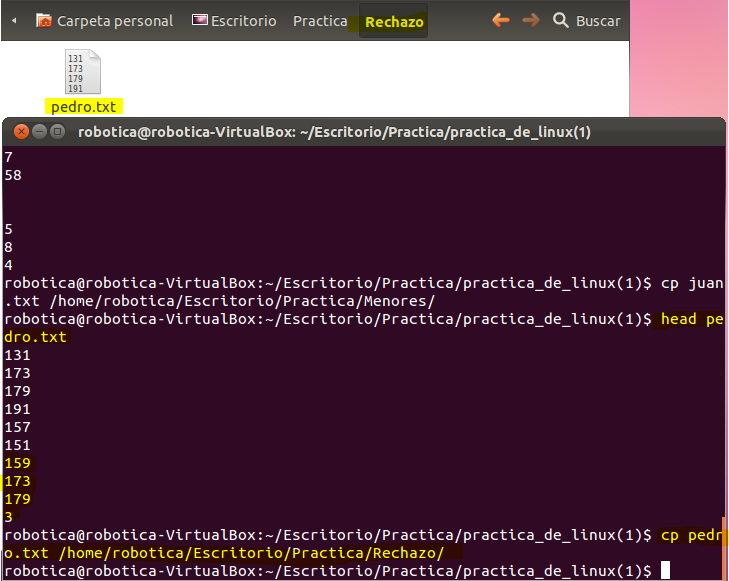 Carpeta personal Escritorio Practica Rechazo Buscar
131
173
179
191
pedro.txt
robotica@robotica-VirtualBox: ~/Escritorio/Practica/practica_de_linux(1)
7
58
5
8
4
robotica@robotica-VirtualBox:~/Escritorio/Practica/practica_de_linux(1)$ cp juan
.txt /home/robotica/Escritorio/Practica/Menores/
robotica@robotica-VirtualBox:~/Escritorio/Practica/practica_de_linux(1)$ head pe
dro.txt
131
173
179
191
157
151
159
173
179
3
robotica@robotica-VirtualBox:~/Escritorio/Practica/practica_de_linux(1)$ cp pedr
o.txt /home/robotica/Escritorio/Practica/Rechazo/
robotica@robotica-VirtualBox:~/Escritorio/Practica/practica_de_linux(1)$